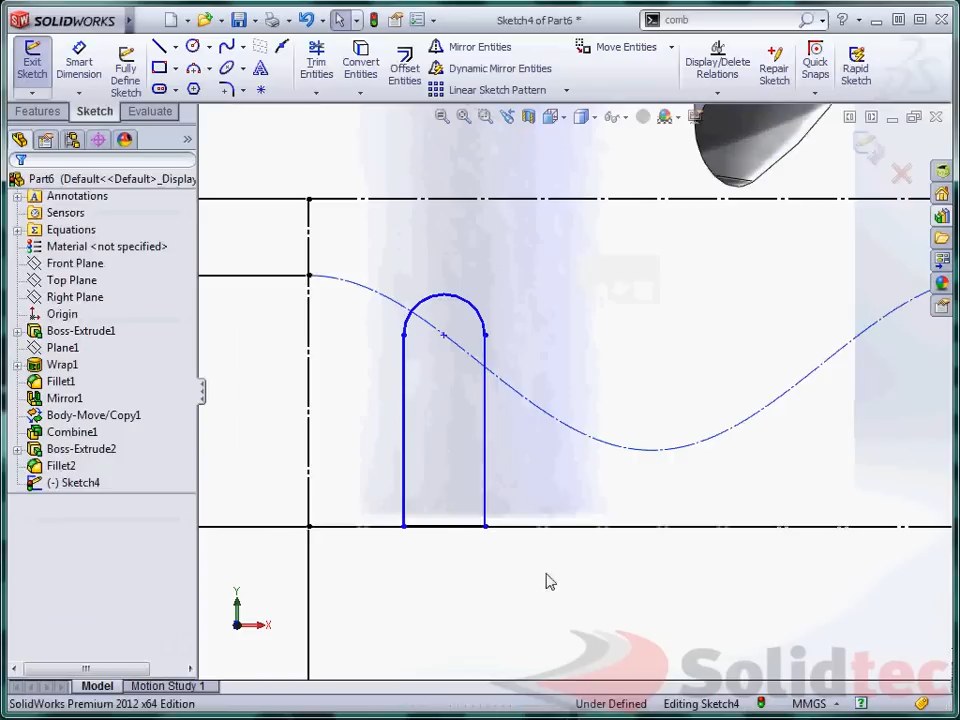 SOLIDWORKS
Sketch4 of Part6 *
comb
Exit Sketch
Smart Dimension
Fully Define Sketch
Trim Entities
Convert Entities
Offset Entities
Mirror Entities
Dynamic Mirror Entities
Linear Sketch Pattern
Move Entities
Display/Delete Relations
Repair Sketch
Quick Snaps
Rapid Sketch
Features
Sketch
Evaluate
Part6 (Default<<Default>_Display
Annotations
Sensors
Equations
Material <not specified>
Front Plane
Top Plane
Right Plane
Origin
Boss-Extrude1
Plane1
Wrap1
Fillet1
Mirror1
Body-Move/Copy1
Combine1
Boss-Extrude2
Fillet2
(-) Sketch4
Y
X
Solidtec
Model
Motion Study 1
SolidWorks Premium 2012 x64 Edition
Under Defined
Editing Sketch4
MMGS